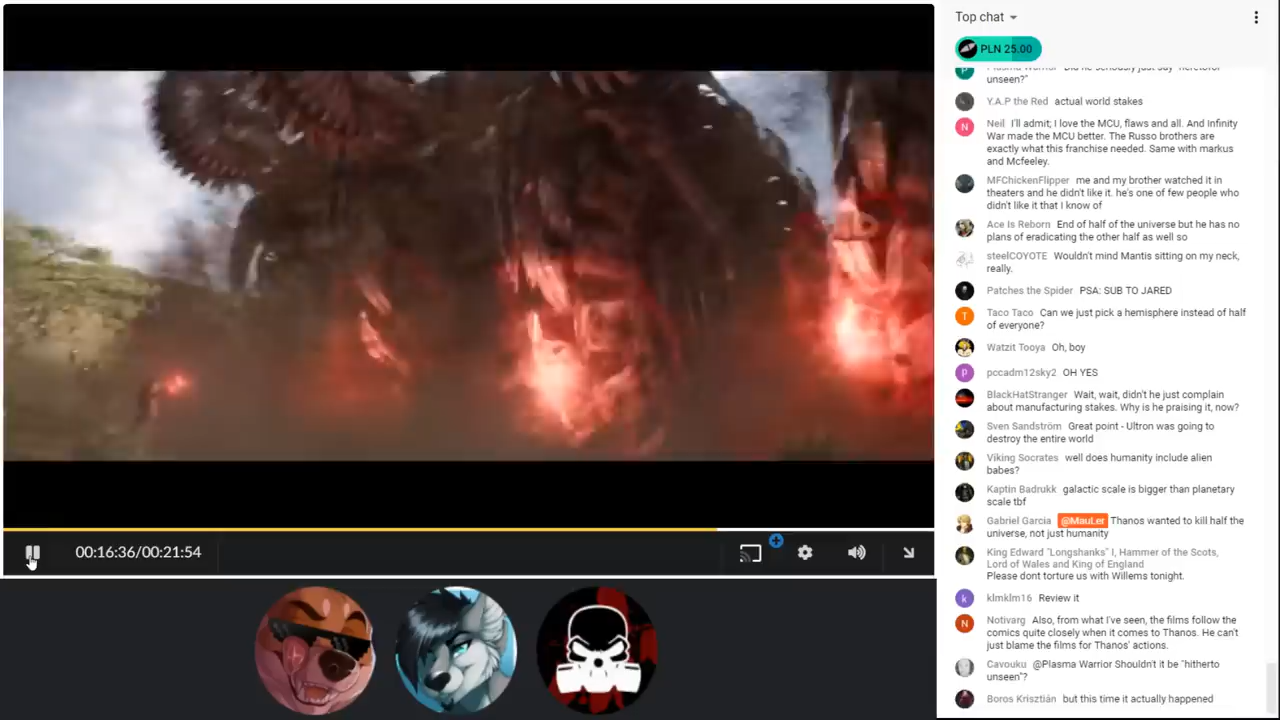 Top chat
PLN 25.00
Plasma Warrior Did he seriously just say "heretofor
unseen?"
Y.A.P the Red actual world stakes
Neil I'll admit; I love the MCU, flaws and all. And Infinity
War made the MCU better. The Russo brothers are
exactly what this franchise needed. Same with markus
and Mcfeeley.
MFChickenFlipper me and my brother watched it in
theaters and he didn't like it. he's one of few people who
didn't like it that I know of
Ace Is Reborn End of half of the universe but he has no
plans of eradicating the other half as well so
steelCOYOTE Wouldn't mind Mantis sitting on my neck,
really.
Patches the Spider PSA: SUB TO JARED
Taco Taco Can we just pick a hemisphere instead of half
of everyone?
Watzit Tooya Oh, boy
pccadm12sky2 OH YES
BlackHatStranger Wait, wait, didn't he just complain
about manufacturing stakes. Why is he praising it, now?
Sven Sandström Great point - Ultron was going to
destroy the entire world
Viking Socrates well does humanity include alien
babes?
Kaptin Badrukk galactic scale is bigger than planetary
scale tbf
Gabriel Garcia @MauLer Thanos wanted to kill half the
universe, not just humanity
King Edward "Longshanks" I, Hammer of the Scots,
Lord of Wales and King of England
Please dont torture us with Willems tonight.
klmklm16 Review it
Notivarg Also, from what I've seen, the films follow the
comics quite closely when it comes to Thanos. He can't
just blame the films for Thanos' actions.
Cavouku @Plasma Warrior Shouldn't it be "hitherto
unseen"?
Boros Krisztián but this time it actually happened
00:16:36/00:21:54